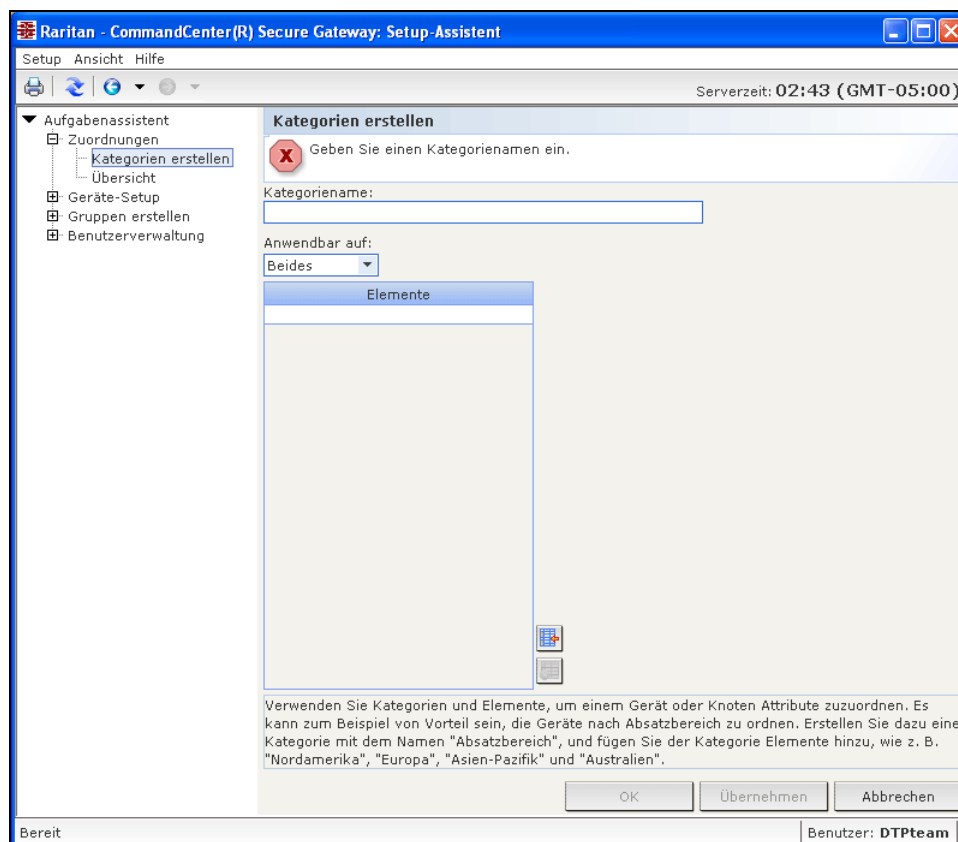 Raritan - CommandCenter(R) Secure Gateway: Setup-Assistent
Setup Ansicht Hilfe
Serverzeit: 02:43 (GMT-05:00)
Aufgabenassistent
Zuordnungen
Kategorien erstellen
Übersicht
Geräte-Setup
Gruppen erstellen
Benutzerverwaltung
Kategorien erstellen
X
Geben Sie einen Kategorienamen ein.
Kategoriename:
Anwendbar auf:
Beides
Elemente
Verwenden Sie Kategorien und Elemente, um einem Gerät oder Knoten Attribute zuzuordnen. Es
kann zum Beispiel von Vorteil sein, die Geräte nach Absatzbereich zu ordnen. Erstellen Sie dazu eine
Kategorie mit dem Namen "Absatzbereich", und fügen Sie der Kategorie Elemente hinzu, wie z. B.
"Nordamerika", "Europa", "Asien-Pazifik" und "Australien".
OK Übernehmen Abbrechen
Bereit
Benutzer: DTPteam